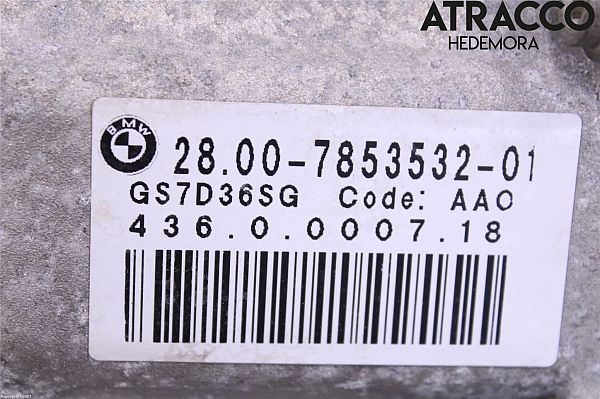 ATRACCO
HEDEMORA
BMW
28.00-7853532-01
GS7D36SG Code: AAO
436.0.0007.18